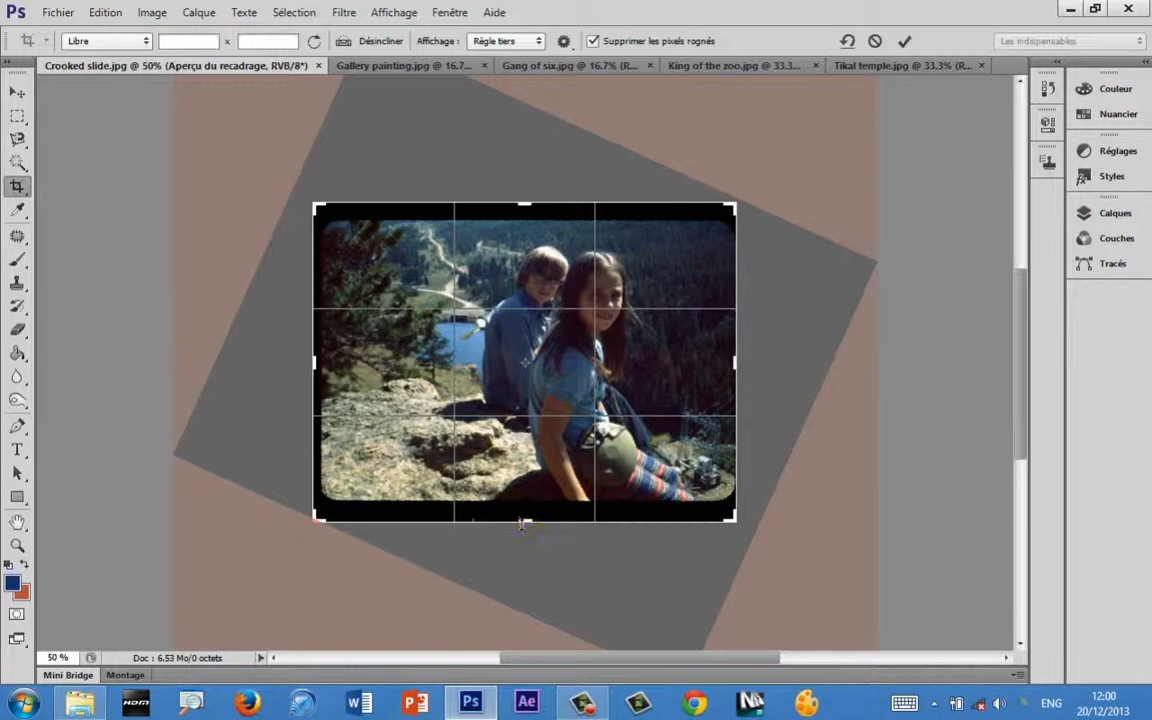 Ps Fichier Edition Image Calque Texte Sélection Filtre Affichage Fenêtre Aide
Libre x Désincliner Affichage : Règle tiers Supprimer les pixels rognés Les indispensables
Crooked slide.jpg @ 50% (Aperçu du recadrage, RVB/8*) × Gallery painting.jpg @ 16.7... × Gang of six.jpg @ 16.7% (R... × King of the zoo.jpg @ 33.3... × Tikal temple.jpg @ 33.3% (R... ×
Couleur
Nuancier
Réglages
Styles
Calques
Couches
Tracés
T
50 % Doc : 6.53 Mo/0 octets
Mini Bridge Montage
HDM W P Ps Ae N ENG
12:00
20/12/2013